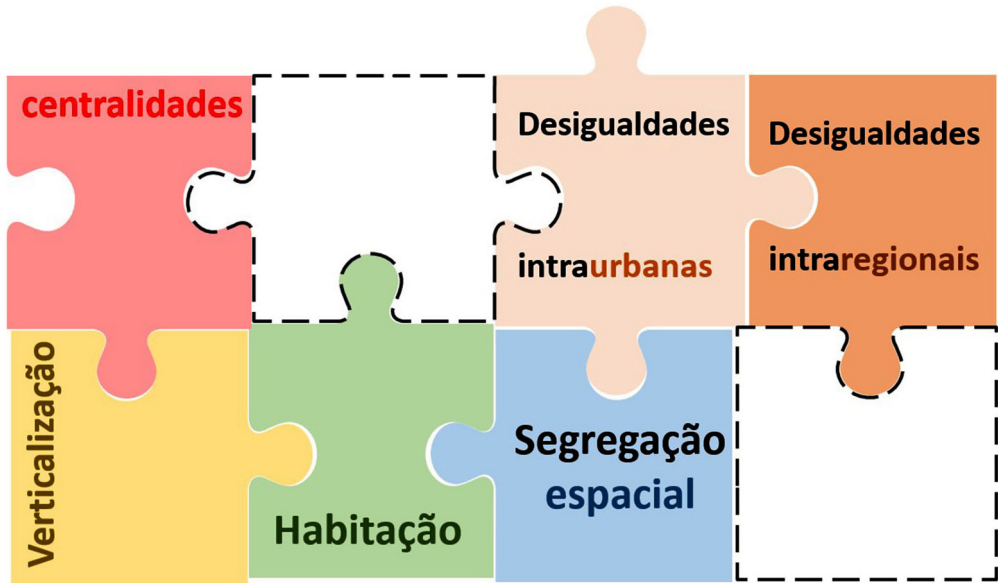 centralidades
Desigualdades
intraurbanas
Desigualdades
intraregionais
Verticalização
Habitação
Segregação
espacial